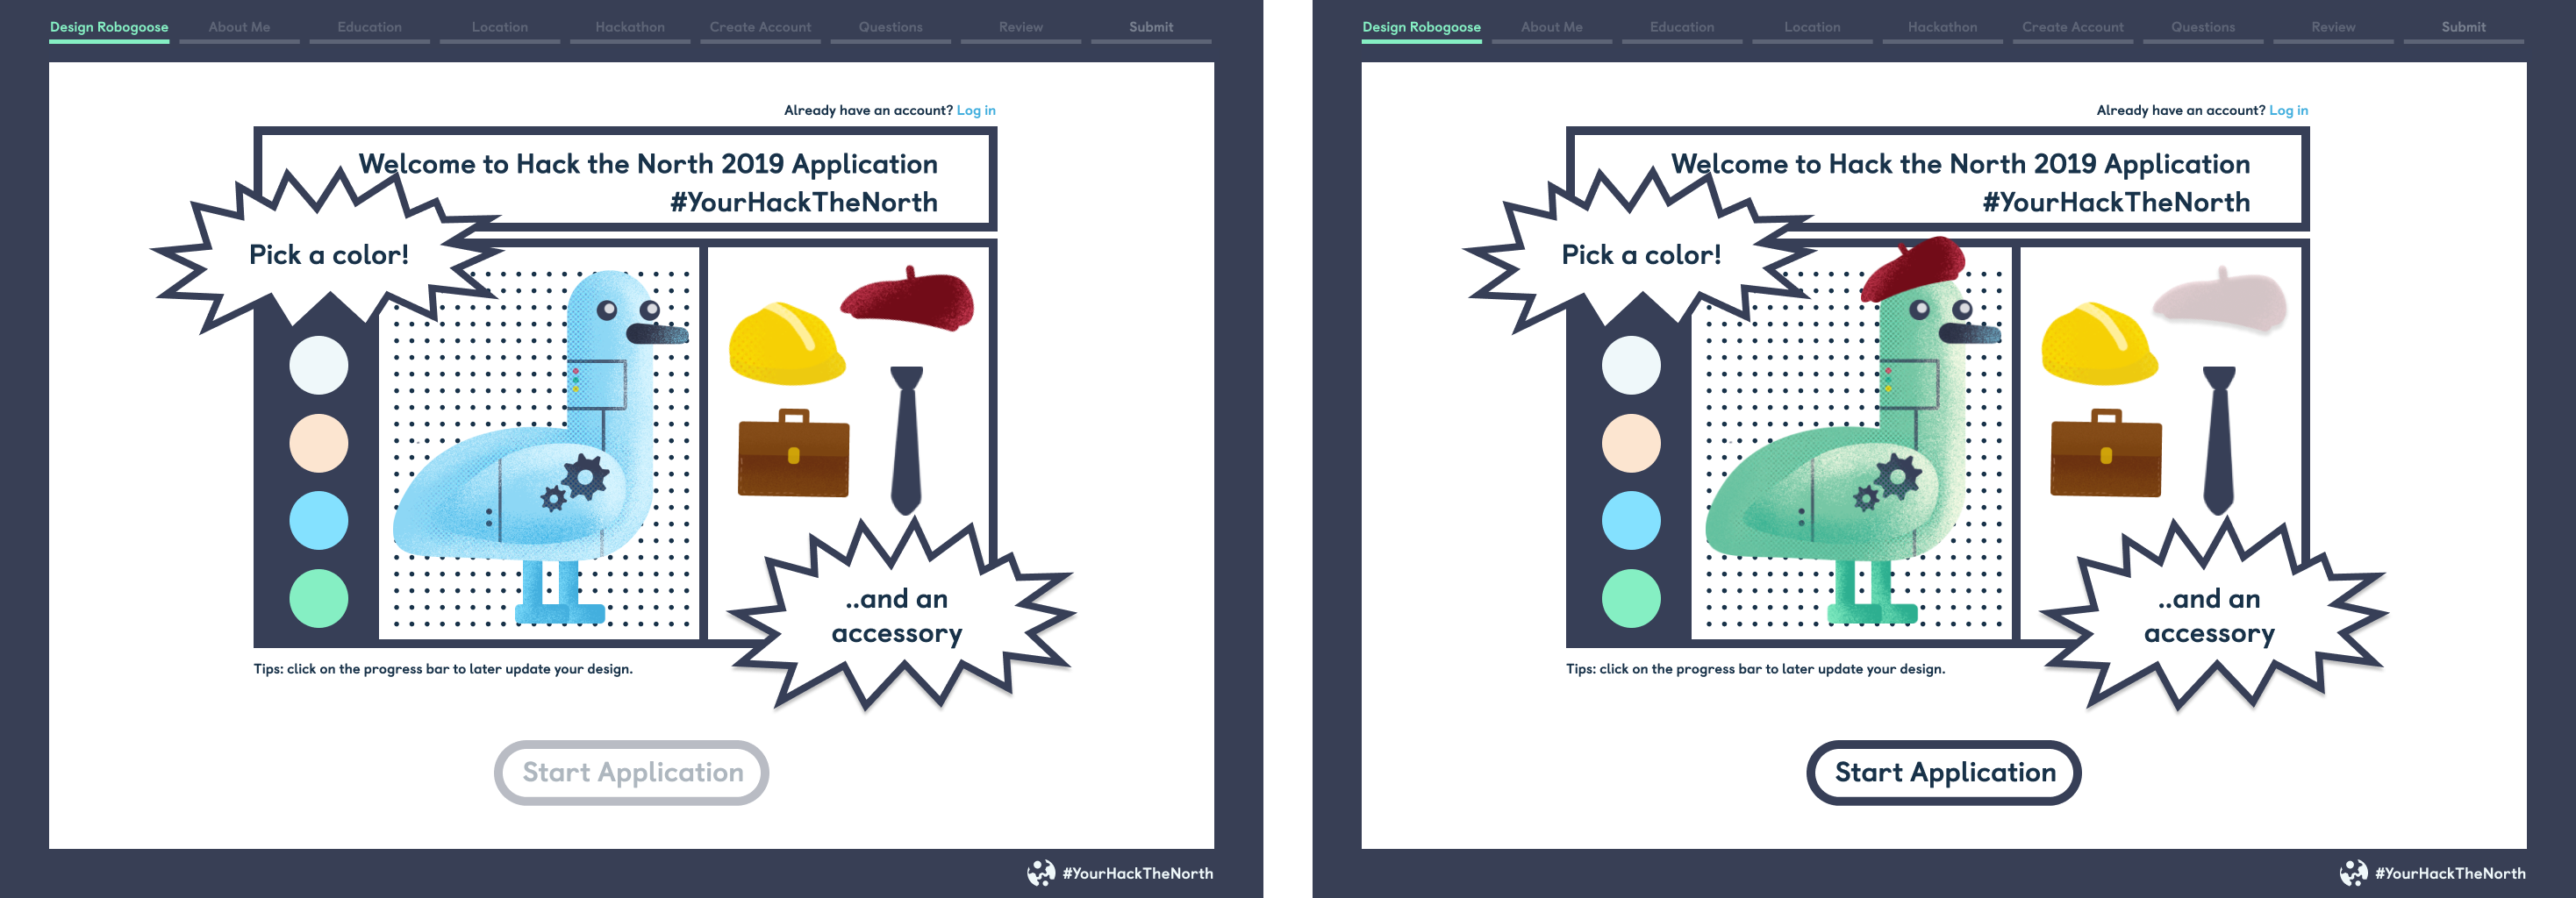 Design Robogoose About Me Education Location Hackathon Create Account Questions Review Submit
Already have an account? Log in
Welcome to Hack the North 2019 Application
#YourHackTheNorth
Pick a color!
..and an
accessory
Tips: click on the progress bar to later update your design.
Start Application
#YourHackTheNorth
Design Robogoose About Me Education Location Hackathon Create Account Questions Review Submit
Already have an account? Log in
Welcome to Hack the North 2019 Application
#YourHackTheNorth
Pick a color!
..and an
accessory
Tips: click on the progress bar to later update your design.
Start Application
#YourHackTheNorth